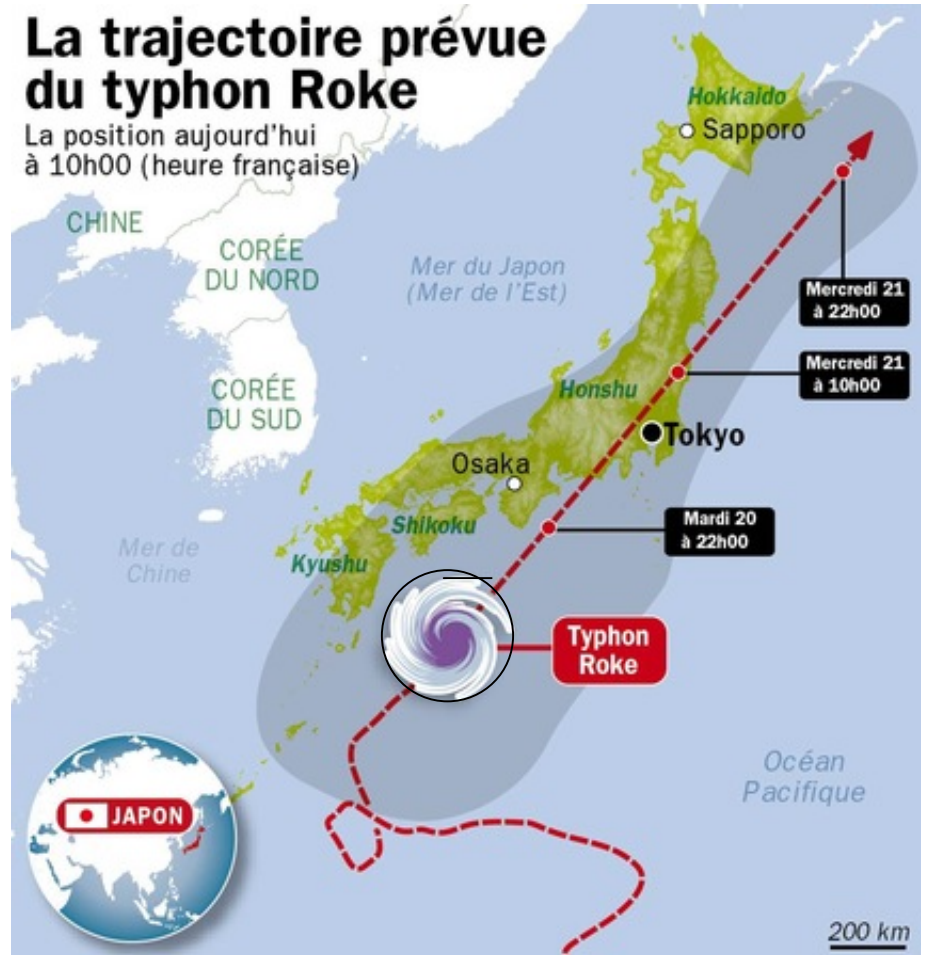 La trajectoire prévue
du typhon Roke
La position aujourd'hui
à 10h00 (heure française)
Hokkaido
Sapporo
CHINE
CORÉE
DU NORD
Mer du Japon
(Mer de l'Est)
Mercredi 21
à 22h00
Mercredi 21
à 10h00
CORÉE
DU SUD
Honshu
Tokyo
Osaka
Mardi 20
à 22h00
Shikoku
Mer de
Chine
Kyushu
Typhon
Roke
Océan
Pacifique
JAPON
200 km